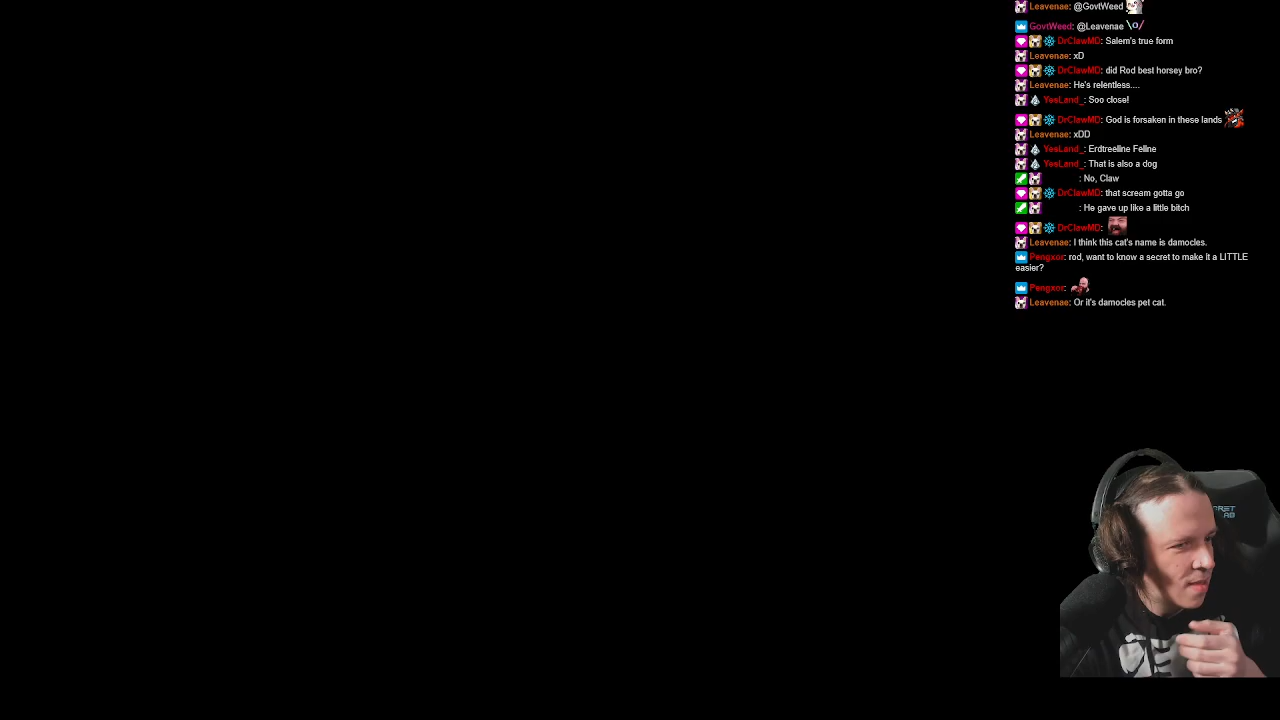 Leavenae: @GovtWeed
GovtWeed: @Leavenae \o/
DrClawMD: Salem's true form
Leavenae: xD
DrClawMD: did Rod best horsey bro?
Leavenae: He's relentless....
YesLand_: Soo close!
DrClawMD: God is forsaken in these lands
Leavenae: xDD
YesLand_: Erdtreeline Feline
YesLand_: That is also a dog
: No, Claw
DrClawMD: that scream gotta go
: He gave up like a little bitch
DrClawMD:
Leavenae: I think this cat's name is damocles.
Pengxor: rod, want to know a secret to make it a LITTLE
easier?
Pengxor:
Leavenae: Or it's damocles pet cat.